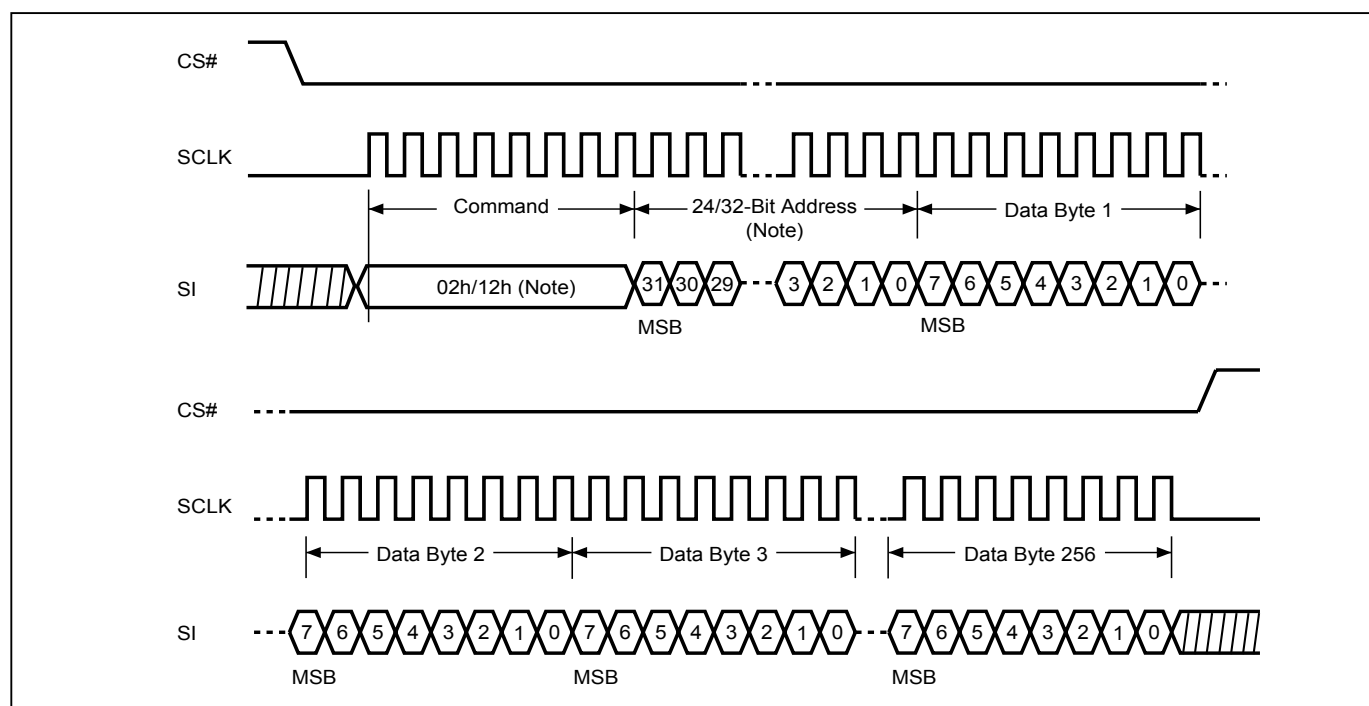 CS#
SCLK
Command
24/32-Bit Address
(Note)
Data Byte 1
SI
02h/12h (Note)
31 30 29
3 2 1 0 7 6 5 4 3 2 1 0
MSB
MSB
CS#
SCLK
Data Byte 2
Data Byte 3
Data Byte 256
SI
7 6 5 4 3 2 1 0 7 6 5 4 3 2 1 0
7 6 5 4 3 2 1 0
MSB
MSB
MSB